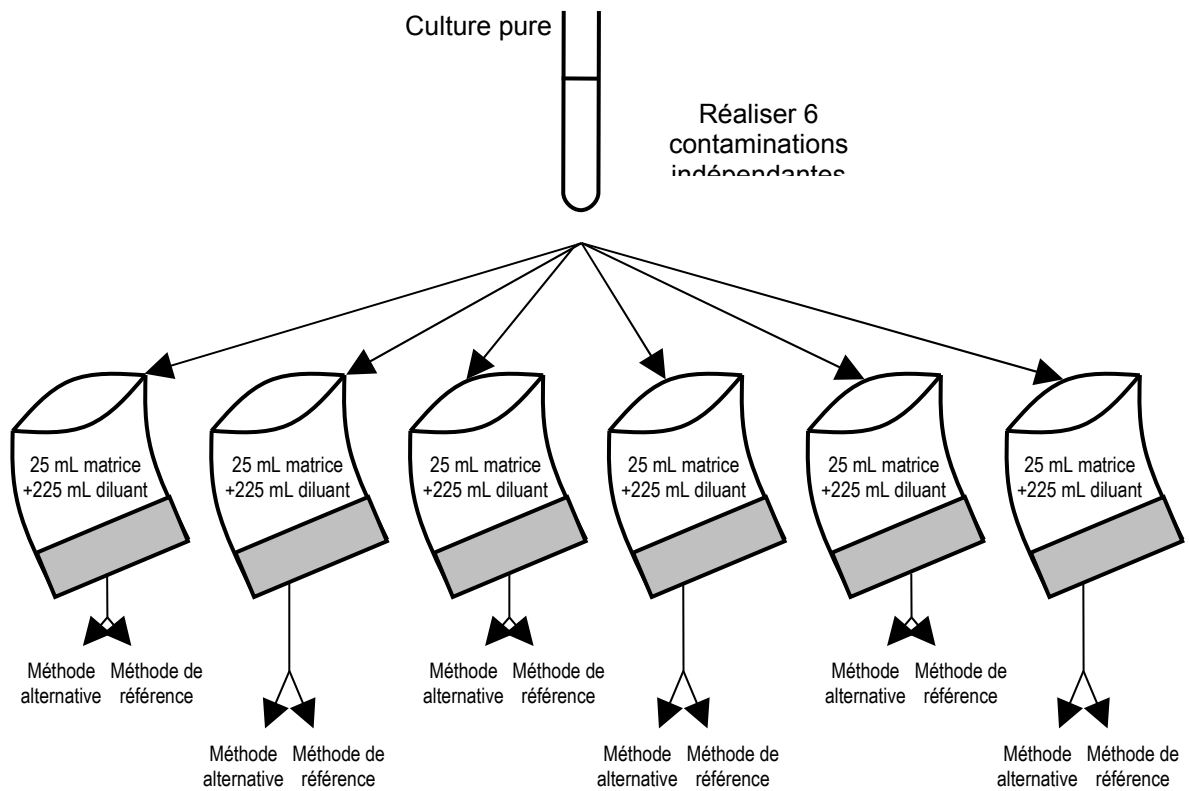 Culture pure
Réaliser 6
contaminations
indépendantes
25 mL matrice
+225 mL diluant
25 mL matrice
+225 mL diluant
25 mL matrice
+225 mL diluant
25 mL matrice
+225 mL diluant
25 mL matrice
+225 mL diluant
25 mL matrice
+225 mL diluant
Méthode
alternative
Méthode de
référence
Méthode
alternative
Méthode de
référence
Méthode
alternative
Méthode de
référence
Méthode
alternative
Méthode de
référence
Méthode
alternative
Méthode de
référence
Méthode
alternative
Méthode de
référence